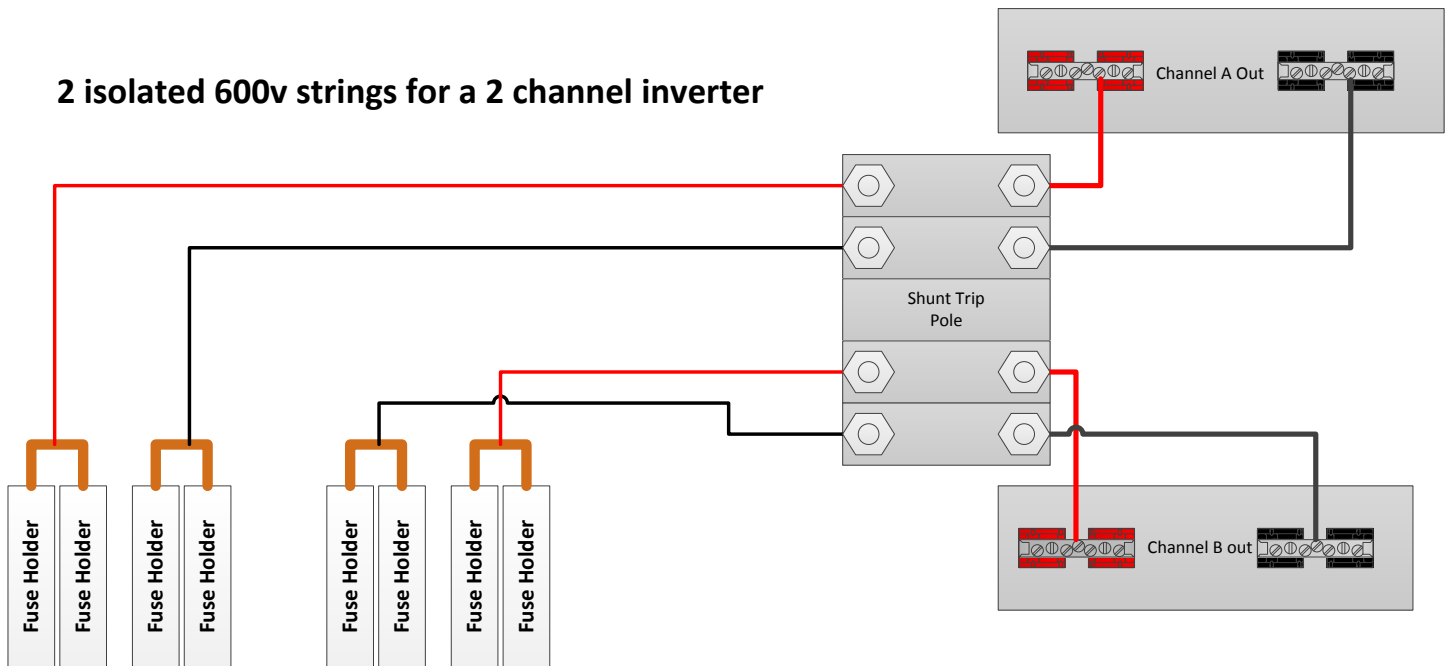 2 isolated 600v strings for a 2 channel inverter
Channel A Out
Shunt Trip
Pole
Channel B out
Fuse Holder
Fuse Holder
Fuse Holder
Fuse Holder
Fuse Holder
Fuse Holder
Fuse Holder
Fuse Holder